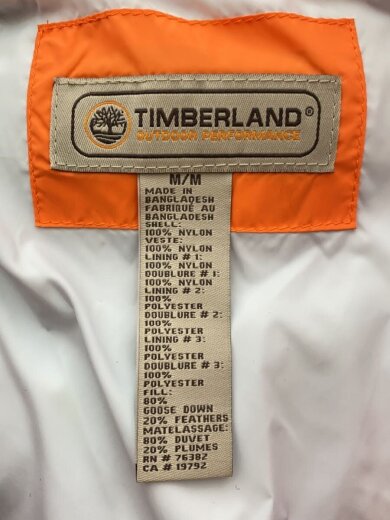 TIMBERLAND®
OUTDOOR PERFORMANCE
M/M
MADE IN
BANGLADESH
FABRIQUÉ AU
BANGLADESH
SHELL:
100% NYLON
VESTE:
100% NYLON
LINING # 1:
100% NYLON
DOUBLURE # 1:
100% NYLON
LINING # 2:
100%
POLYESTER
DOUBLURE # 2:
100%
POLYESTER
LINING # 3:
100%
POLYESTER
DOUBLURE # 3:
100%
POLYESTER
FILL:
80%
GOOSE DOWN
20% FEATHERS
MATELASSAGE:
80% DUVET
20% PLUMES
RN # 76382
CA # 19792